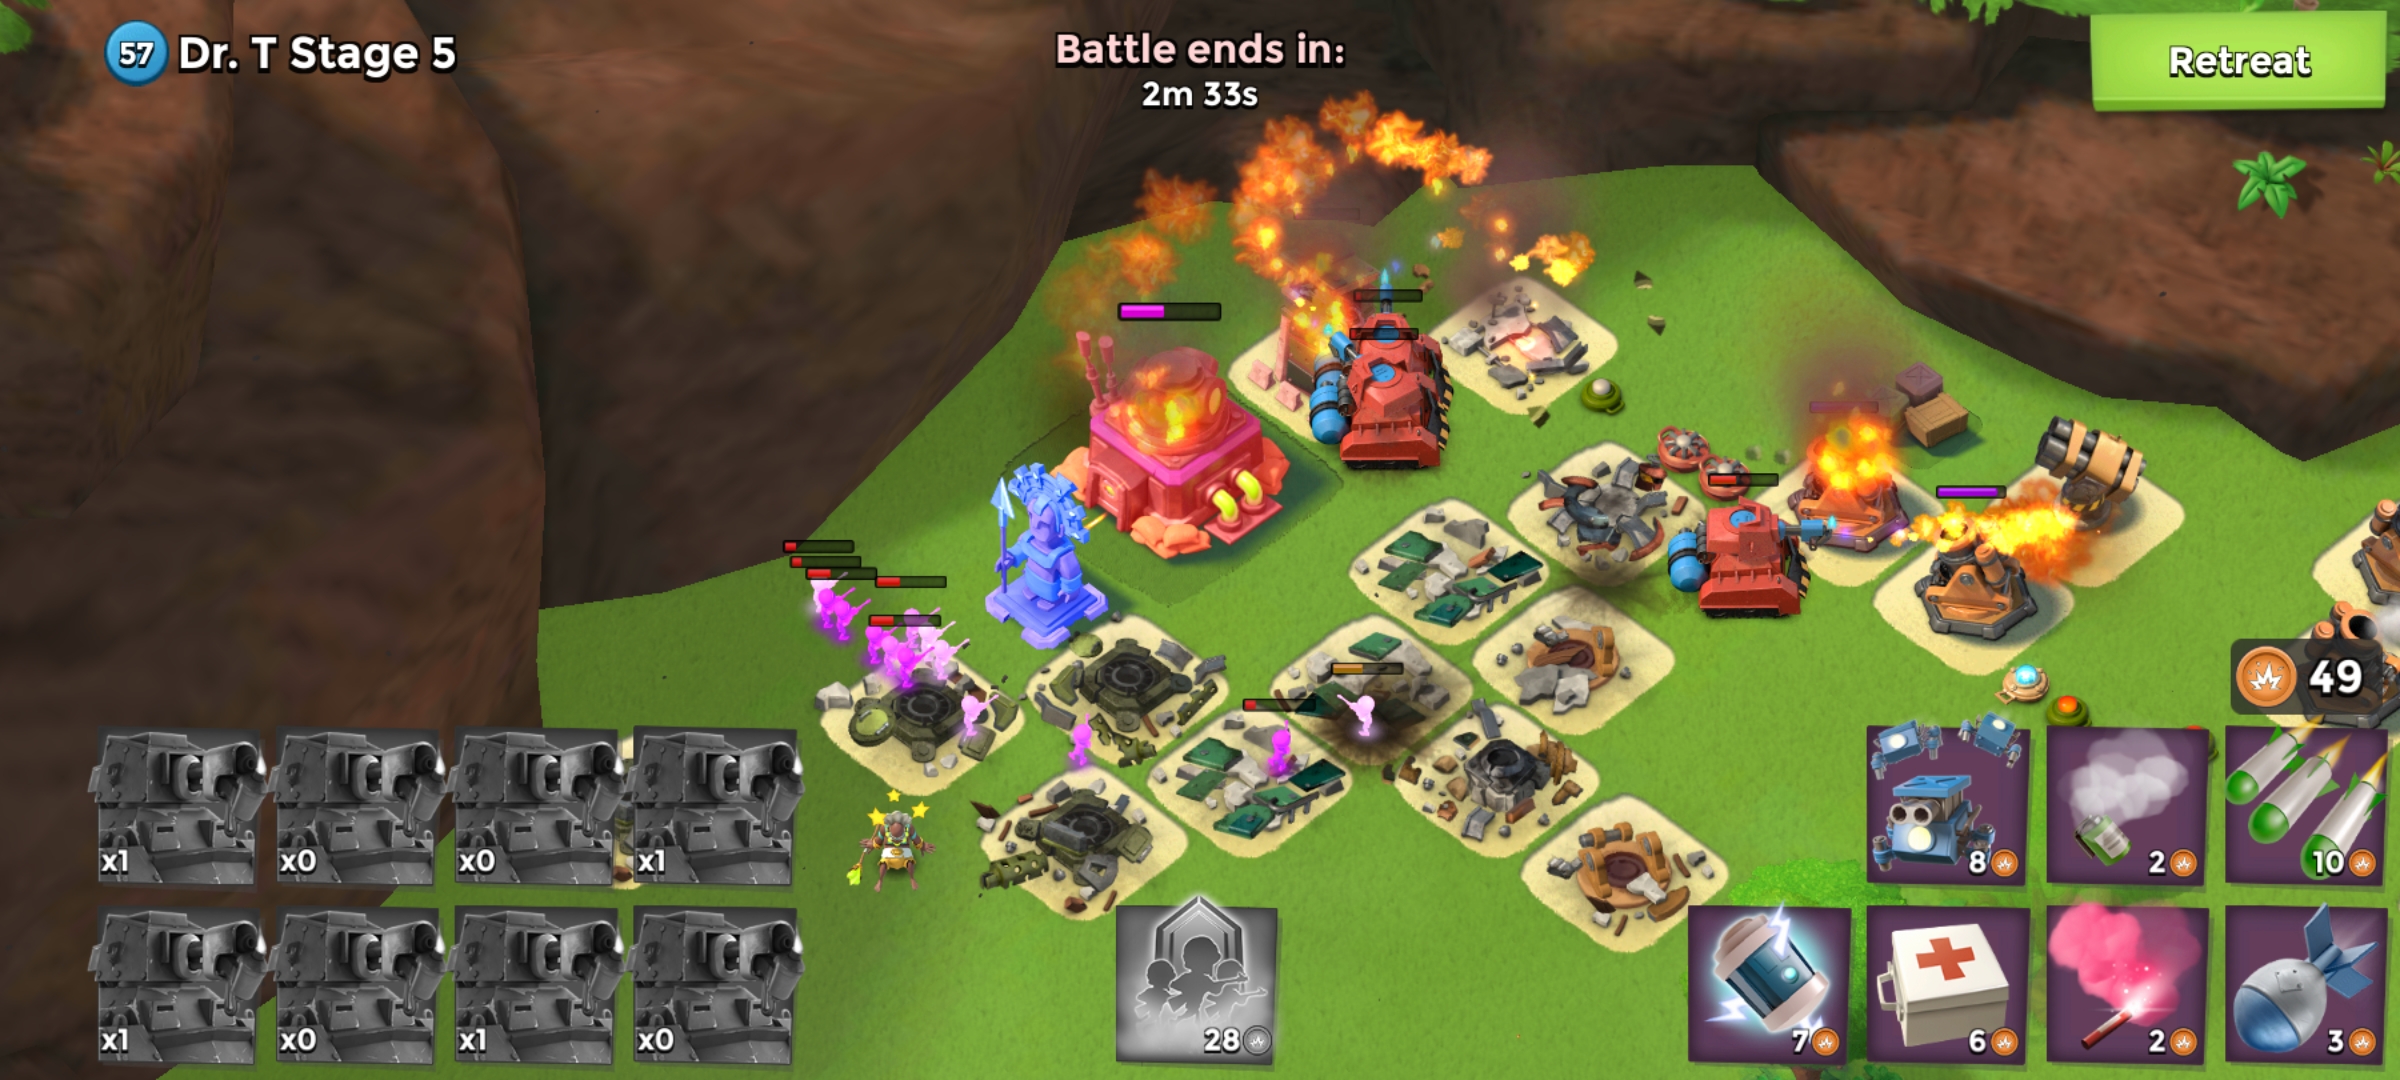 57 Dr. T Stage 5
Battle ends in:
2m 33s
Retreat
49
x1 x0 x0 x1
8 2 10
x1 x0 x1 x0
28
7 6 2 3